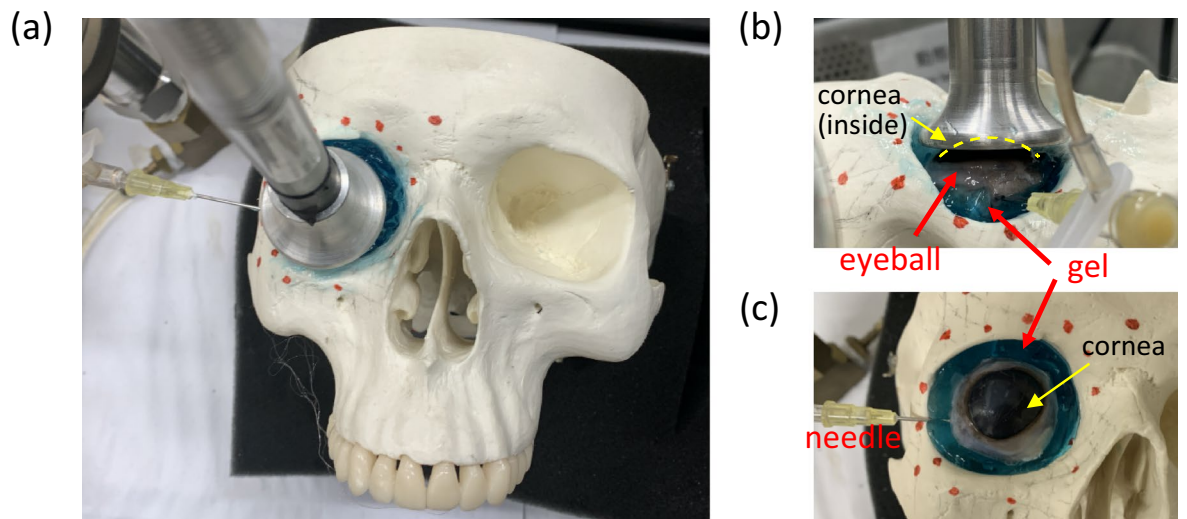 (a)
(b)
cornea
(inside)
eyeball
gel
(c)
cornea
needle